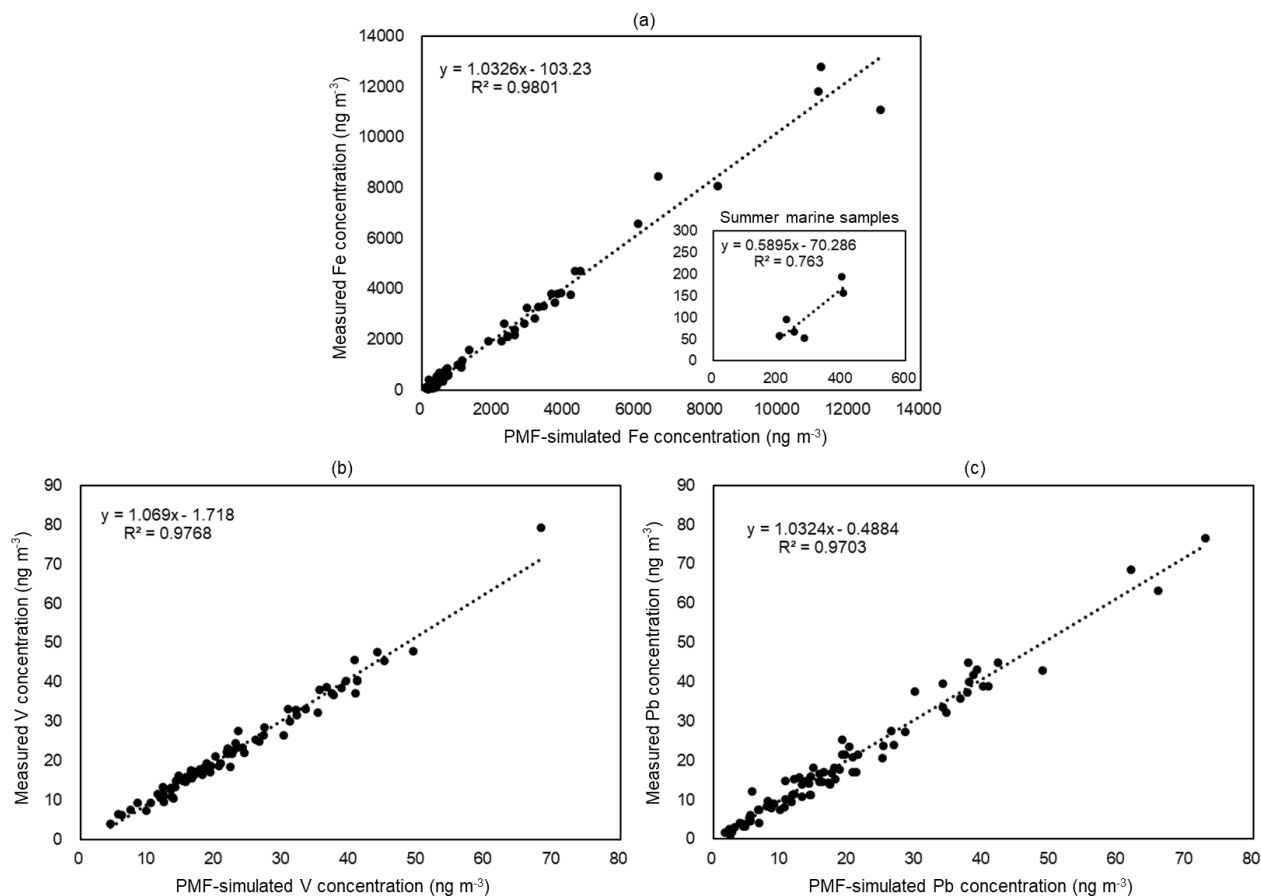 (a)
14000
12000
10000
8000
6000
4000
2000
0
Measured Fe concentration (ng m⁻³)
y = 1.0326x - 103.23
R² = 0.9801
Summer marine samples
300
250
200
150
100
50
0
y = 0.5895x - 70.286
R² = 0.763
0 200 400 600
0 2000 4000 6000 8000 10000 12000 14000
PMF-simulated Fe concentration (ng m⁻³)
(b)
90
80
70
60
50
40
30
20
10
0
Measured V concentration (ng m⁻³)
y = 1.069x - 1.718
R² = 0.9768
0 10 20 30 40 50 60 70 80
PMF-simulated V concentration (ng m⁻³)
(c)
90
80
70
60
50
40
30
20
10
0
Measured Pb concentration (ng m⁻³)
y = 1.0324x - 0.4884
R² = 0.9703
0 10 20 30 40 50 60 70 80
PMF-simulated Pb concentration (ng m⁻³)